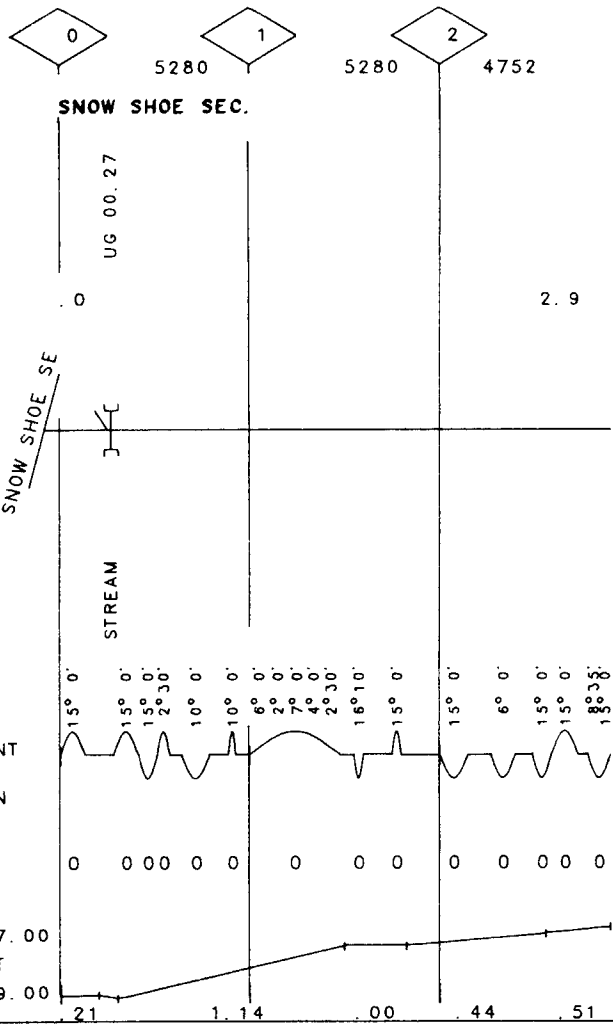 0 1 2
5280 5280 4752
SNOW SHOE SEC.
UG 00.27
.0 2.9
SNOW SHOE SE
STREAM
15° 0' 15° 0' 15° 0' 2°30' 10° 0' 10° 0' 6° 0' 2° 0' 7° 0' 4° 0' 2°30' 16°10' 15° 0' 15° 0' 6° 0' 15° 0' 15° 0' 18°35' 15° 0'
NT
N
0 0 0 0 0 0 0 0 0 0 0 0 0 0
7.00
T
9.00
.21 1.14 .00 .44 .51